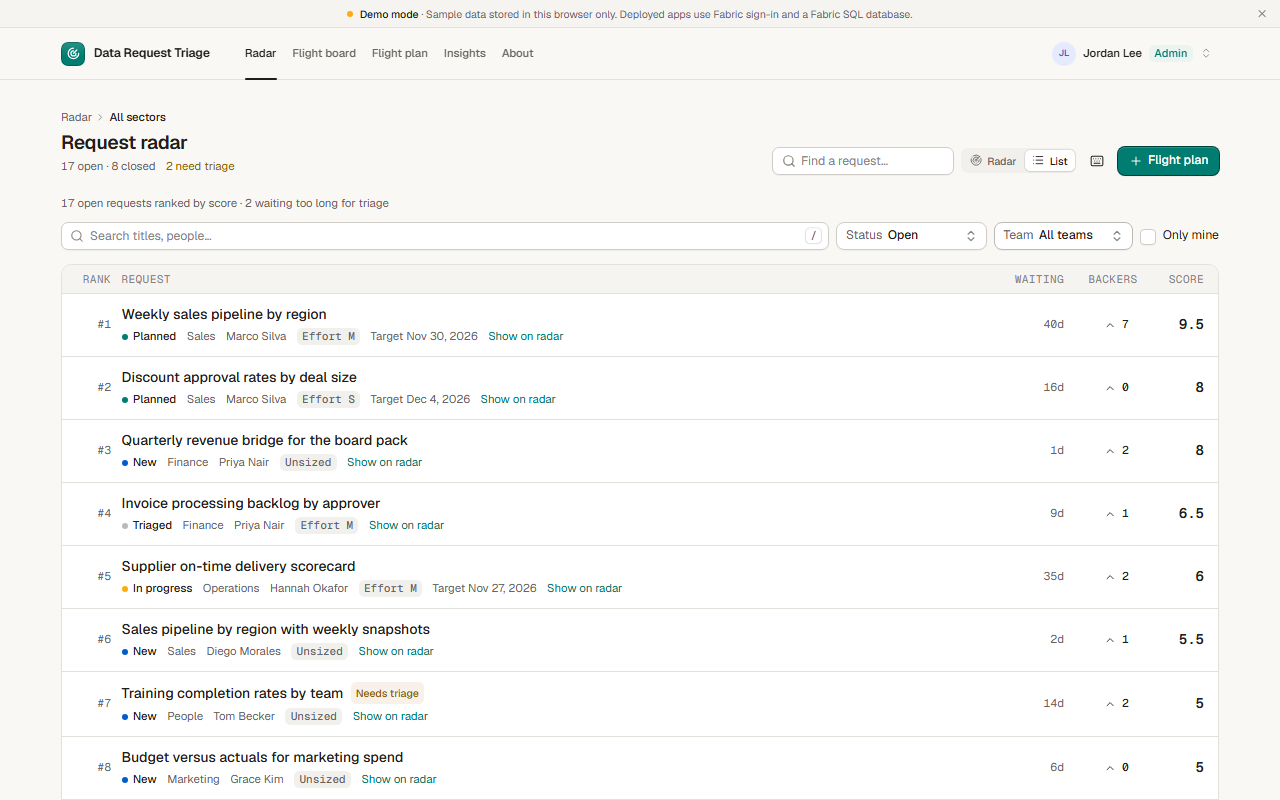 Demo mode · Sample data stored in this browser only. Deployed apps use Fabric sign-in and a Fabric SQL database.
Data Request Triage
Radar
Flight board
Flight plan
Insights
About
JL
Jordan Lee
Admin
Radar > All sectors
Request radar
17 open · 8 closed 2 need triage
Find a request...
Radar
List
+ Flight plan
17 open requests ranked by score · 2 waiting too long for triage
Search titles, people...
/
Status Open
Team All teams
Only mine
RANK REQUEST WAITING BACKERS SCORE
Weekly sales pipeline by region
#1 40d 7 9.5
Planned Sales Marco Silva Effort M Target Nov 30, 2026 Show on radar
Discount approval rates by deal size
#2 16d 0 8
Planned Sales Marco Silva Effort S Target Dec 4, 2026 Show on radar
Quarterly revenue bridge for the board pack
#3 1d 2 8
New Finance Priya Nair Unsized Show on radar
Invoice processing backlog by approver
#4 9d 1 6.5
Triaged Finance Priya Nair Effort M Show on radar
Supplier on-time delivery scorecard
#5 35d 2 6
In progress Operations Hannah Okafor Effort M Target Nov 27, 2026 Show on radar
Sales pipeline by region with weekly snapshots
#6 2d 1 5.5
New Sales Diego Morales Unsized Show on radar
Training completion rates by team Needs triage
#7 14d 2 5
New People Tom Becker Unsized Show on radar
Budget versus actuals for marketing spend
#8 6d 0 5
New Marketing Grace Kim Unsized Show on radar